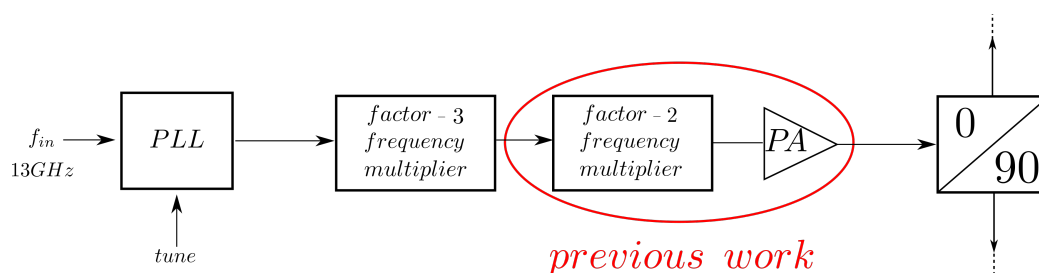 f_in
13GHz
PLL
tune
factor - 3
frequency
multiplier
factor - 2
frequency
multiplier
PA
previous work
0
90